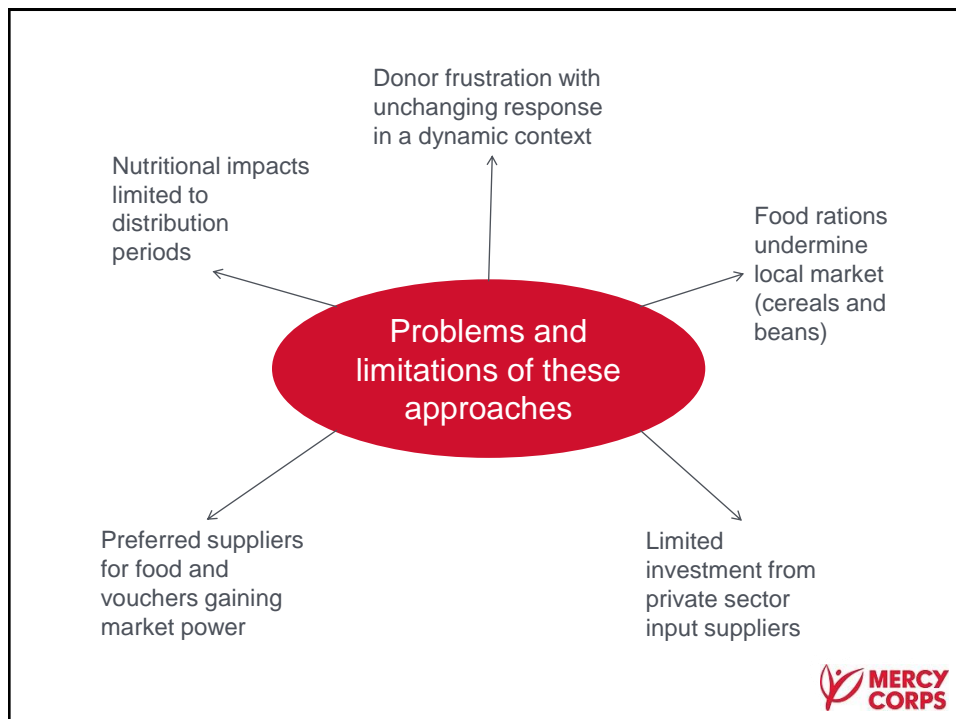 Donor frustration with
unchanging response
in a dynamic context
Nutritional impacts
limited to
distribution
periods
Food rations
undermine
local market
(cereals and
beans)
Problems and
limitations of these
approaches
Preferred suppliers
for food and
vouchers gaining
market power
Limited
investment from
private sector
input suppliers
MERCY
CORPS